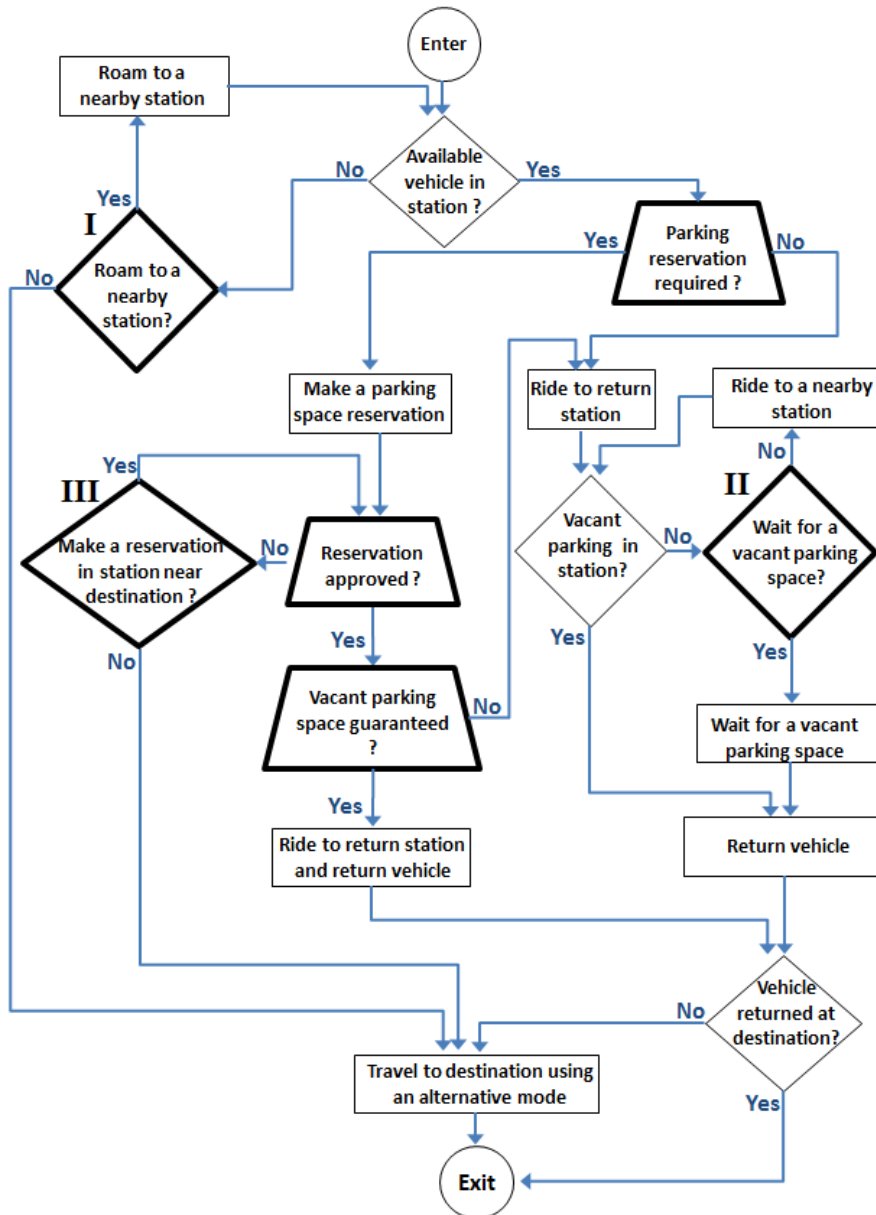 Enter
Roam to a
nearby station
No
Available
vehicle in
station ?
Yes
Yes
I
No
Roam to a
nearby
station?
Yes
Parking
reservation
required ?
No
Make a parking
space reservation
Ride to return
station
Ride to a nearby
station
No
Yes
III
Make a reservation
in station near
destination ?
No
Reservation
approved ?
Vacant
parking in
station?
No
II
Wait for a
vacant parking
space?
Yes
No
Yes
Yes
Vacant parking
space guaranteed
?
No
Wait for a vacant
parking space
Yes
Ride to return station
and return vehicle
Return vehicle
Vehicle
returned at
destination?
No
Yes
Travel to destination using
an alternative mode
Exit